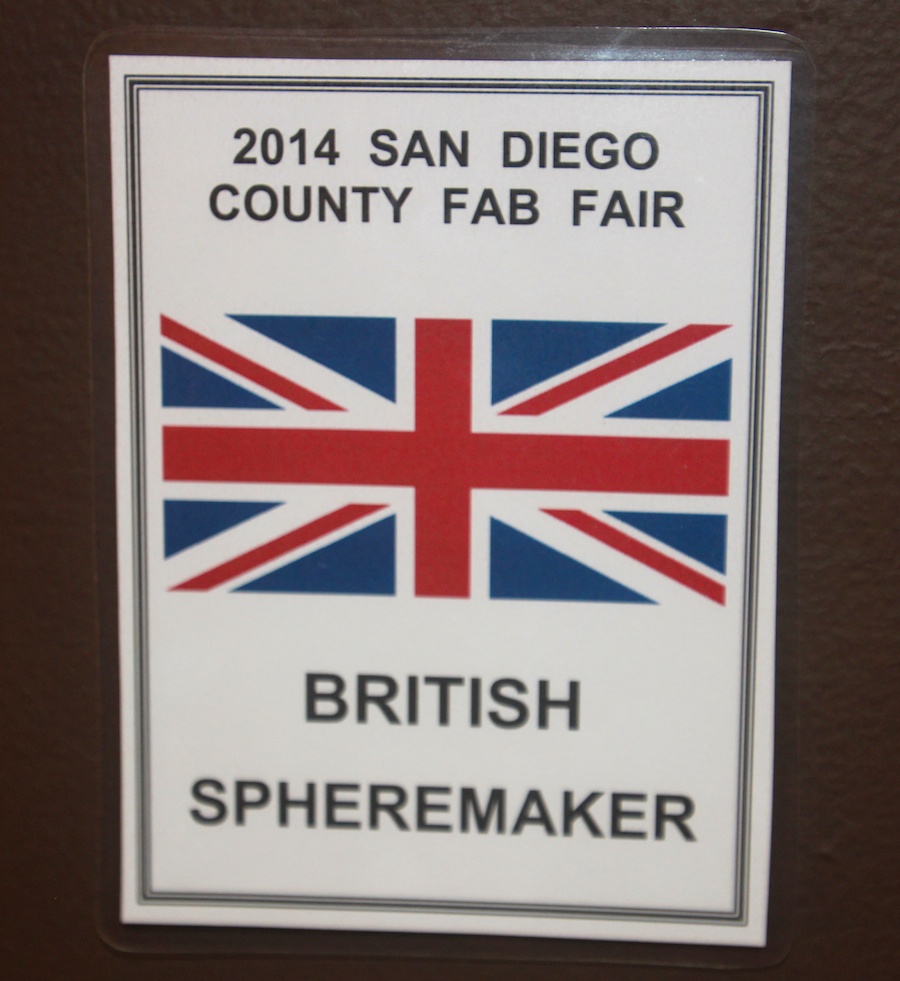 2014 SAN DIEGO
COUNTY FAB FAIR
BRITISH
SPHEREMAKER